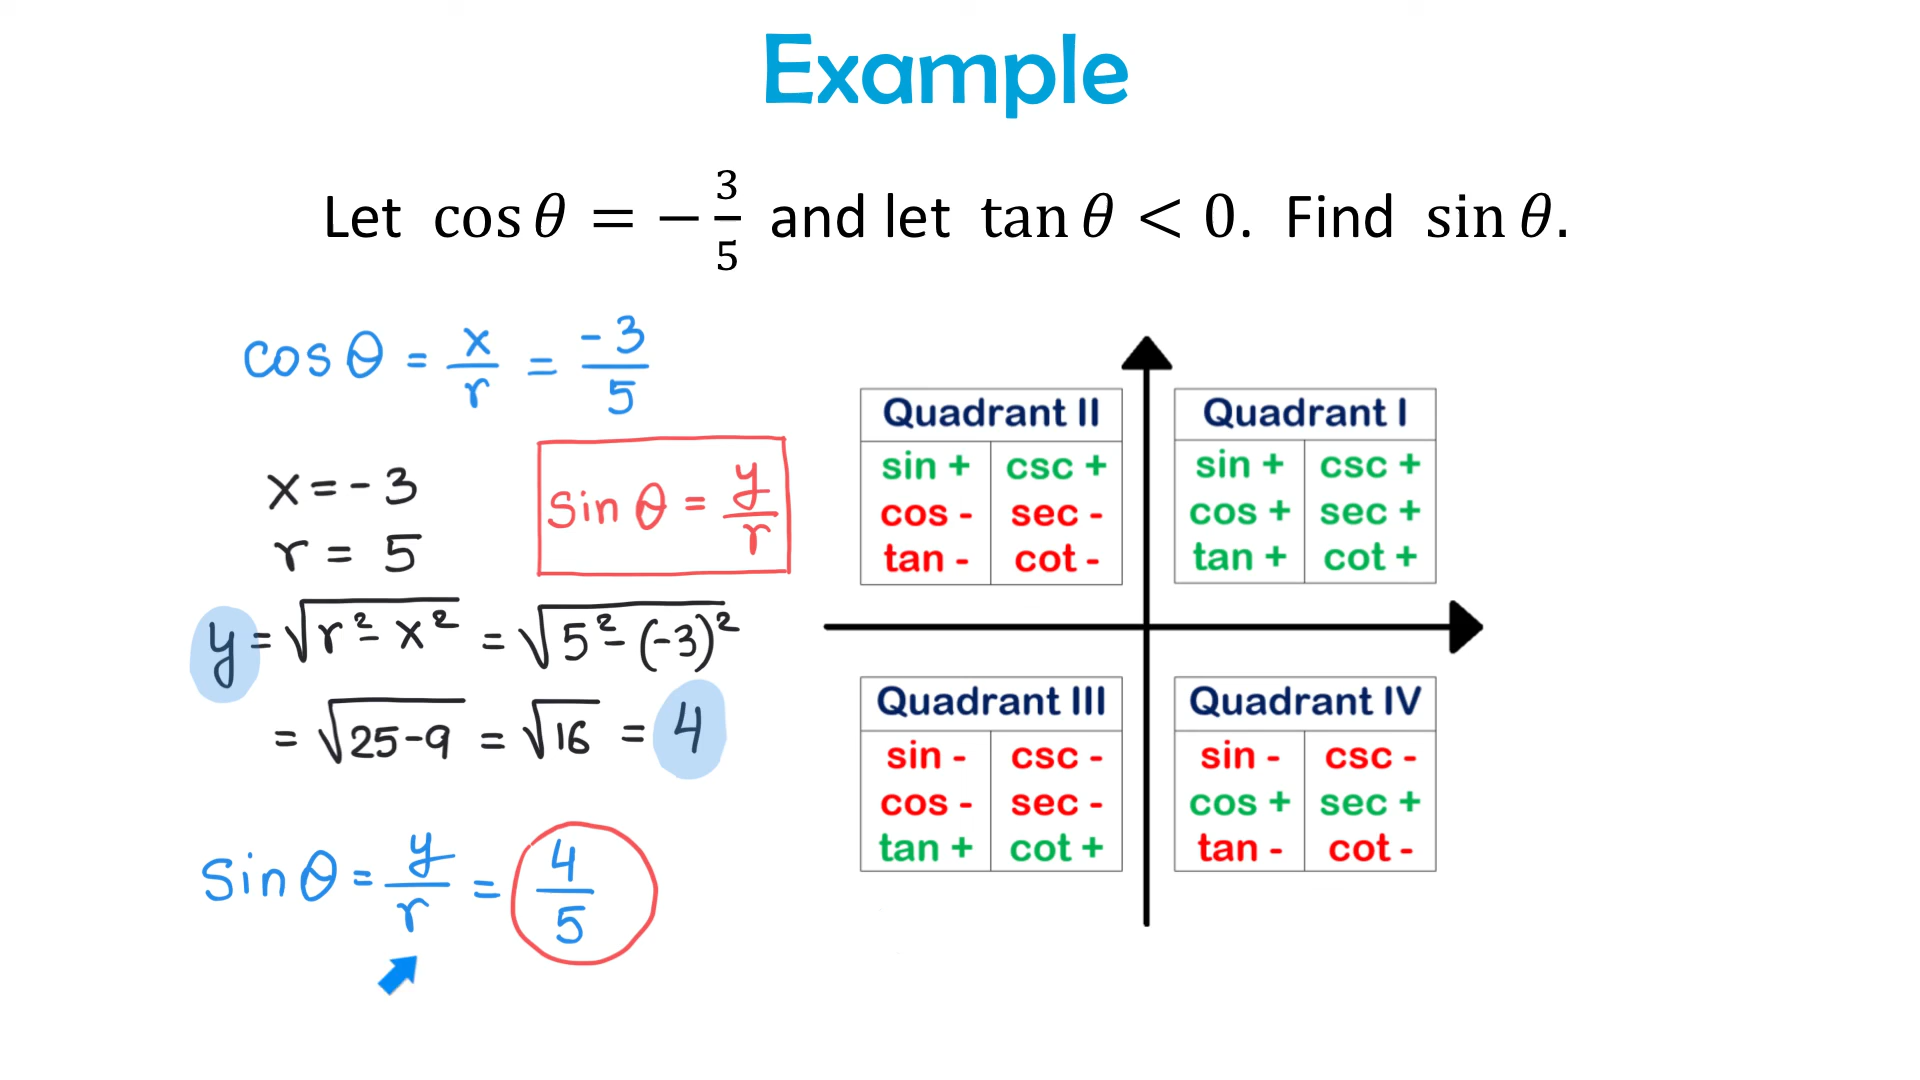 Example
Let cos θ = −3/5 and let tan θ < 0. Find sin θ.
cos θ = x/r = -3/5
x = -3
r = 5
sin θ = y/r
y = √(r² - x²) = √(5² - (-3)²)
= √(25-9) = √16 = 4
sin θ = y/r = 4/5
Quadrant II
sin + csc +
cos - sec -
tan - cot -
Quadrant I
sin + csc +
cos + sec +
tan + cot +
Quadrant III
sin - csc -
cos - sec -
tan + cot +
Quadrant IV
sin - csc -
cos + sec +
tan - cot -